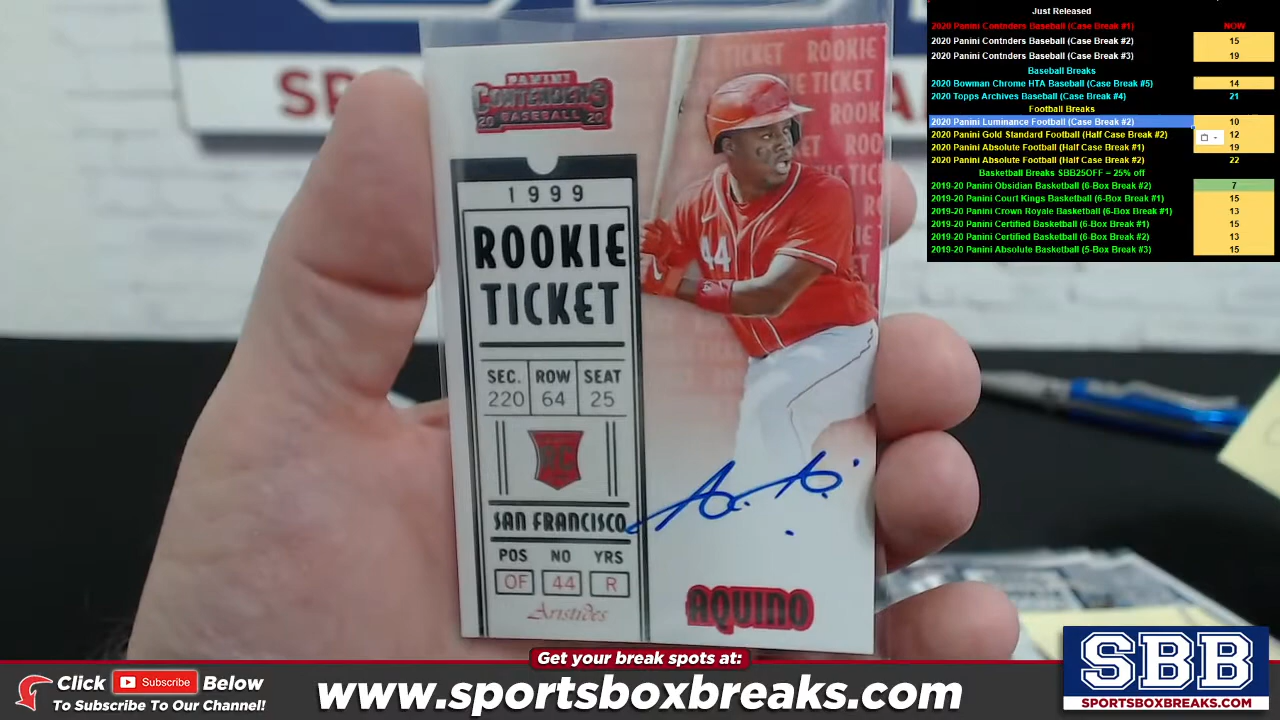 Just Released
2020 Panini Contnders Baseball (Case Break #1) NOW
2020 Panini Contnders Baseball (Case Break #2) 15
2020 Panini Contnders Baseball (Case Break #3) 19
Baseball Breaks
2020 Bowman Chrome HTA Baseball (Case Break #5) 14
2020 Topps Archives Baseball (Case Break #4) 21
Football Breaks
2020 Panini Luminance Football (Case Break #2) 10
2020 Panini Gold Standard Football (Half Case Break #2) 12
2020 Panini Absolute Football (Half Case Break #1) 19
2020 Panini Absolute Football (Half Case Break #2) 22
Basketball Breaks SBB25OFF = 25% off
2019-20 Panini Obsidian Basketball (6-Box Break #2) 7
2019-20 Panini Court Kings Basketball (6-Box Break #1) 15
2019-20 Panini Crown Royale Basketball (6-Box Break #1) 13
2019-20 Panini Certified Basketball (6-Box Break #1) 15
2019-20 Panini Certified Basketball (6-Box Break #2) 13
2019-20 Panini Absolute Basketball (5-Box Break #3) 15
TICKET ROOKIE
TICKET
ROOK
PANINI
CONTENDERS
20 BASEBALL 20
1999
ROOKIE
TICKET
44
SEC. ROW SEAT
220 64 25
RC
SAN FRANCISCO
POS NO YRS
OF 44 R
Aristides
AQUINO
Get your break spots at:
Click Subscribe Below
To Subscribe To Our Channel!
www.sportsboxbreaks.com
SBB
SPORTSBOXBREAKS.COM